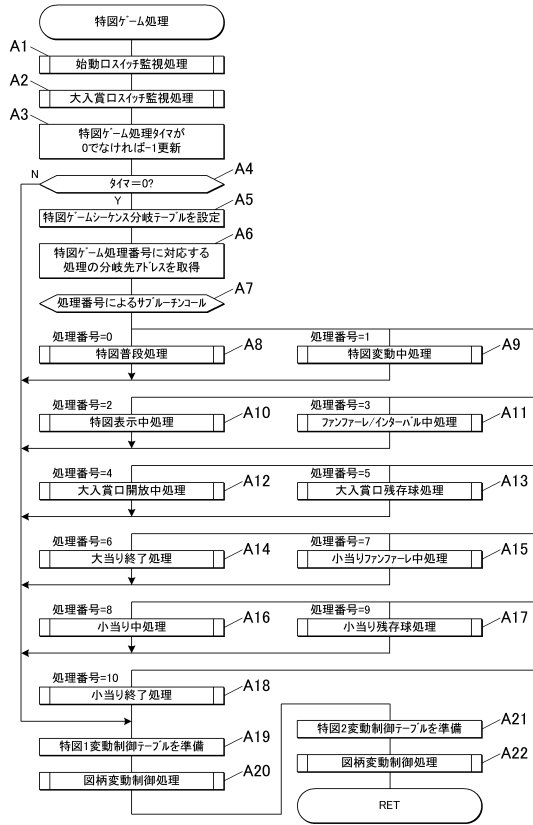 特図ゲーム処理
A1
始動口スイッチ監視処理
A2
大入賞口スイッチ監視処理
A3
特図ゲーム処理タイマが
0でなければ-1更新
A4
N
タイマ=0?
Y
A5
特図ゲームシーケンス分岐テーブルを設定
A6
特図ゲーム処理番号に対応する
処理の分岐先アドレスを取得
A7
処理番号によるサブルーチンコール
処理番号=0
特図普段処理
A8
処理番号=1
特図変動中処理
A9
処理番号=2
特図表示中処理
A10
処理番号=3
ファンファーレ/インターバル中処理
A11
処理番号=4
大入賞口開放中処理
A12
処理番号=5
大入賞口残存球処理
A13
処理番号=6
大当り終了処理
A14
処理番号=7
小当りファンファーレ中処理
A15
処理番号=8
小当り中処理
A16
処理番号=9
小当り残存球処理
A17
処理番号=10
小当り終了処理
A18
特図1変動制御テーブルを準備
A19
図柄変動制御処理
A20
特図2変動制御テーブルを準備
A21
図柄変動制御処理
A22
RET